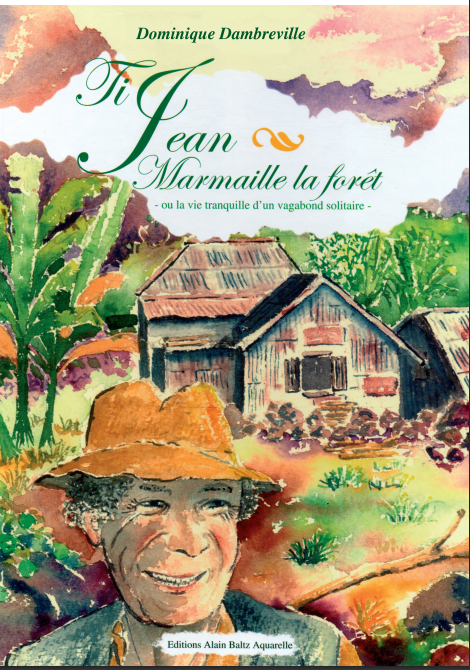 Dominique Dambreville
Ti Jean
Marmaille la forêt
- ou la vie tranquille d'un vagabond solitaire -
Editions Alain Baltz Aquarelle